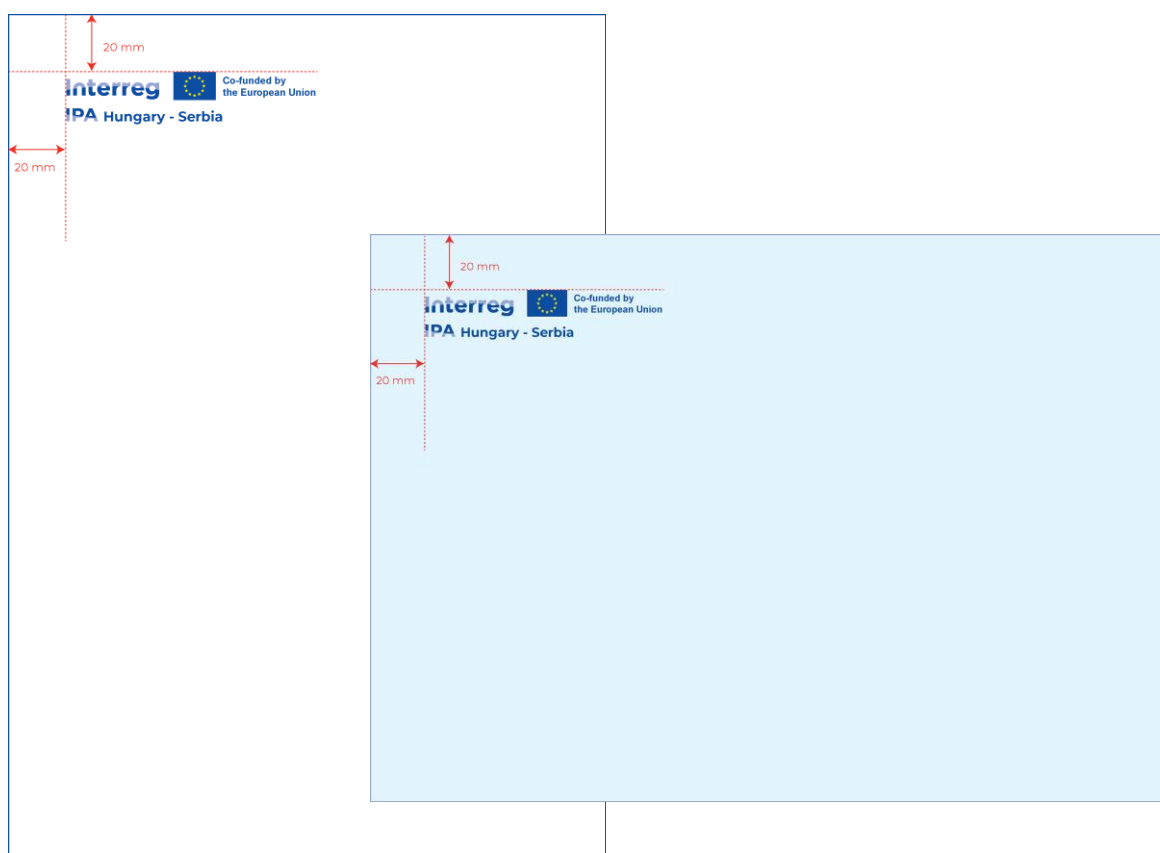 20 mm
Interreg Co-funded by
the European Union
IPA Hungary - Serbia
20 mm
20 mm
Interreg Co-funded by
the European Union
IPA Hungary - Serbia
20 mm